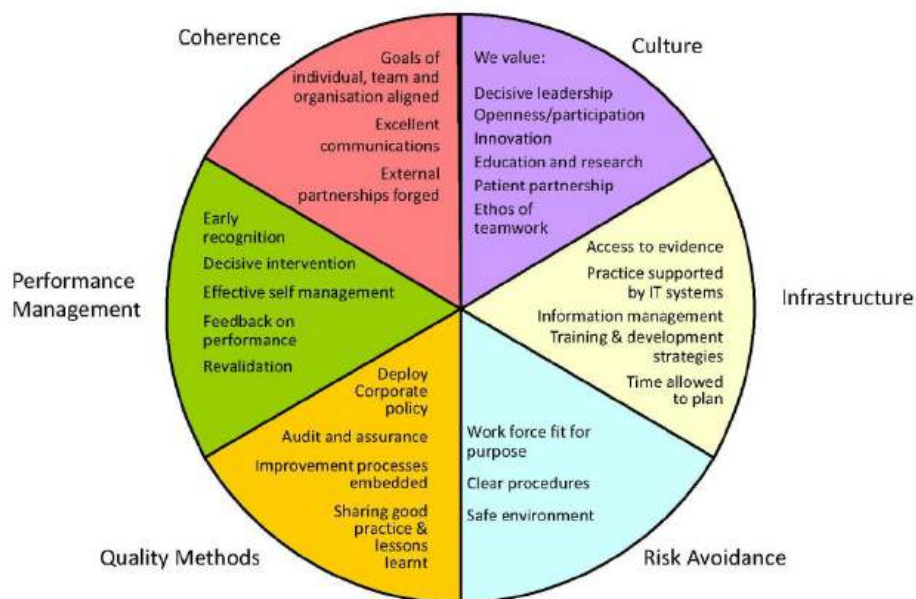 Coherence
Goals of
individual, team and
organisation aligned
Excellent
communications
External
partnerships forged
Culture
We value:
Decisive leadership
Openness/participation
Innovation
Education and research
Patient partnership
Ethos of
teamwork
Infrastructure
Access to evidence
Practice supported
by IT systems
Information management
Training & development
strategies
Time allowed
to plan
Risk Avoidance
Work force fit for
purpose
Clear procedures
Safe environment
Quality Methods
Deploy
Corporate
policy
Audit and assurance
Improvement processes
embedded
Sharing good
practice &
lessons
learnt
Performance
Management
Early
recognition
Decisive intervention
Effective self management
Feedback on
performance
Revalidation